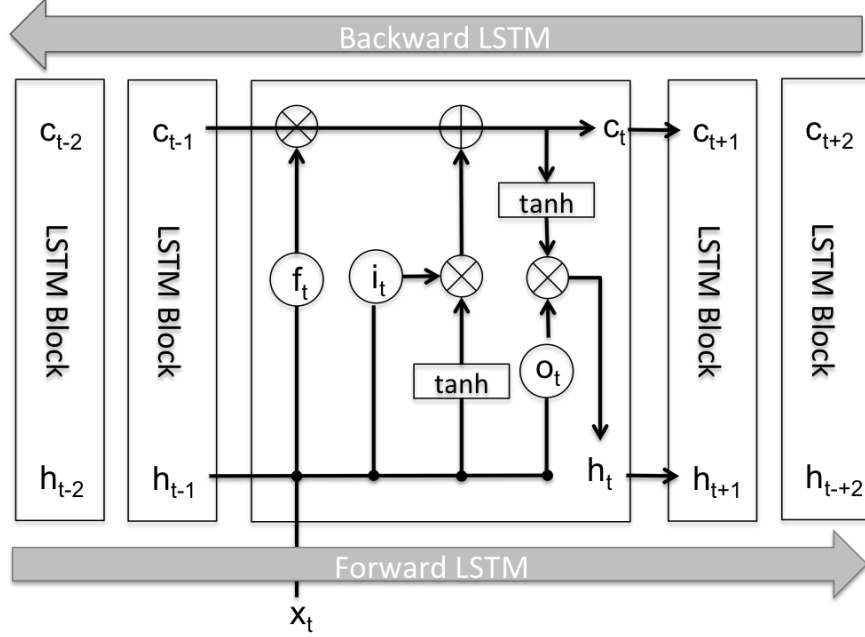 Backward LSTM
c_{t-2}
c_{t-1}
c_t
c_{t+1}
c_{t+2}
tanh
LSTM Block
LSTM Block
f_t
i_t
LSTM Block
LSTM Block
tanh
o_t
h_{t-2}
h_{t-1}
h_t
h_{t+1}
h_{t-+2}
Forward LSTM
x_t